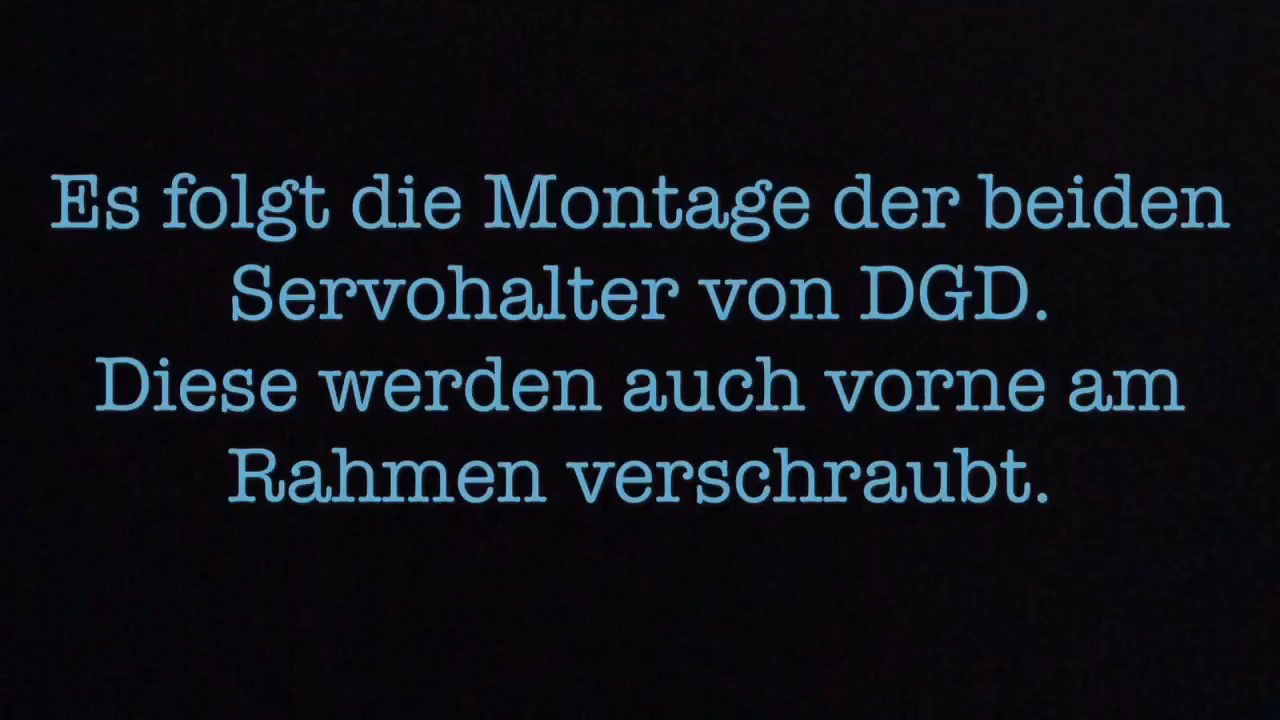 Es folgt die Montage der beiden
Servohalter von DGD.
Diese werden auch vorne am
Rahmen verschraubt.